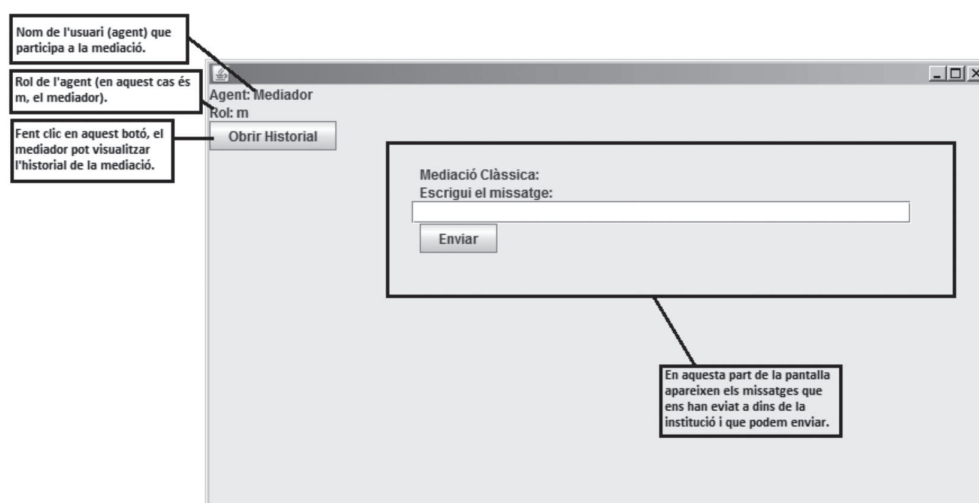 Nom de l'usuari (agent) que
participa a la mediació.
Rol de l'agent (en aquest cas és
m, el mediador).
Fent clic en aquest botó, el
mediador pot visualitzar
l'historial de la mediació.
Agent: Mediador
Rol: m
Obrir Historial
Mediació Clàssica:
Escrigui el missatge:
Enviar
En aquesta part de la pantalla
apareixen els missatges que
ens han eviat a dins de la
institució i que podem enviar.